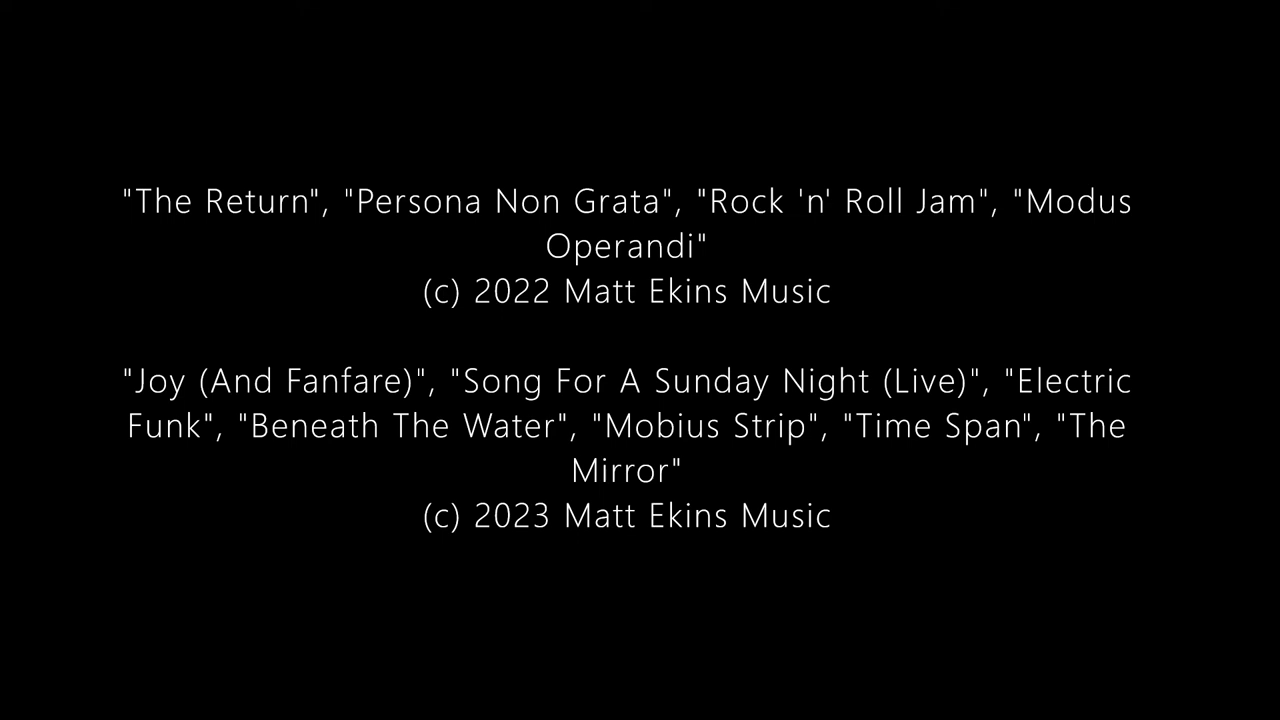 "The Return", "Persona Non Grata", "Rock 'n' Roll Jam", "Modus
Operandi"
(c) 2022 Matt Ekins Music
"Joy (And Fanfare)", "Song For A Sunday Night (Live)", "Electric
Funk", "Beneath The Water", "Mobius Strip", "Time Span", "The
Mirror"
(c) 2023 Matt Ekins Music